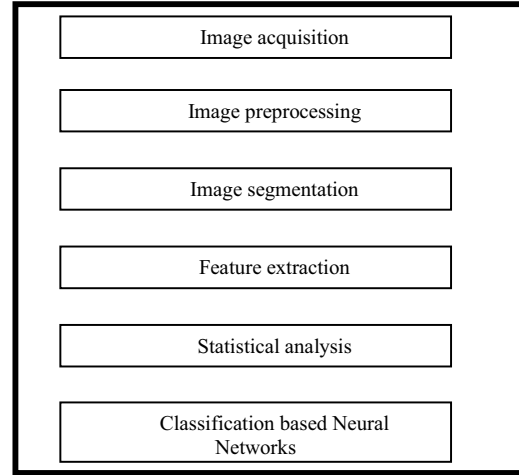 Image acquisition
Image preprocessing
Image segmentation
Feature extraction
Statistical analysis
Classification based Neural
Networks